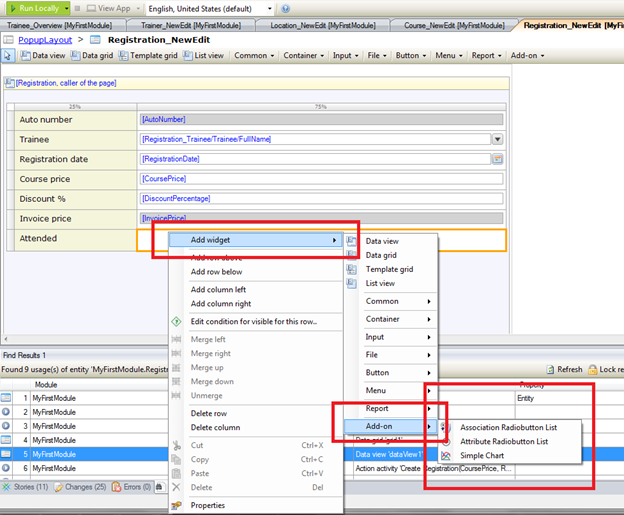 Run Locally View App English, United States (default)
Trainee_Overview [MyFirstModule] Trainer_NewEdit [MyFirstModule] Location_NewEdit [MyFirstModule] Course_NewEdit [MyFirstModule] Registration_NewEdit [MyFi
PopupLayout Registration_NewEdit
Data view Data grid Template grid List view Common Container Input File Button Menu Report Add-on
[Registration, caller of the page]
25% 75%
Auto number [AutoNumber]
Trainee [Registration_Trainee/Trainee/FullName]
Registration date [RegistrationDate]
Course price [CoursePrice]
Discount % [DiscountPercentage]
Invoice price [InvoicePrice]
Attended
Add widget
Add row above
Add row below
Add column left
Add column right
Edit condition for visible for this row...
Merge left
Merge right
Merge up
Merge down
Unmerge
Delete row
Delete column
Cut Ctrl+X
Copy Ctrl+C
Paste Ctrl+V
Delete Del
Properties
Data view
Data grid
Template grid
List view
Common
Container
Input
File
Button
Menu
Report
Add-on
Association Radiobutton List
Attribute Radiobutton List
Simple Chart
Find Results 1
Found 9 usage(s) of entity 'MyFirstModule.Regis
Refresh Lock re
Module Property
1 MyFirstModule Entity
2 MyFirstModule
3 MyFirstModule
4 MyFirstModule Data grid 'grid1'
5 MyFirstModule Data view 'dataView1'
6 MyFirstModule Action activity 'Create Registration(CoursePrice, R...
Stories (11) Changes (25) Errors (0)